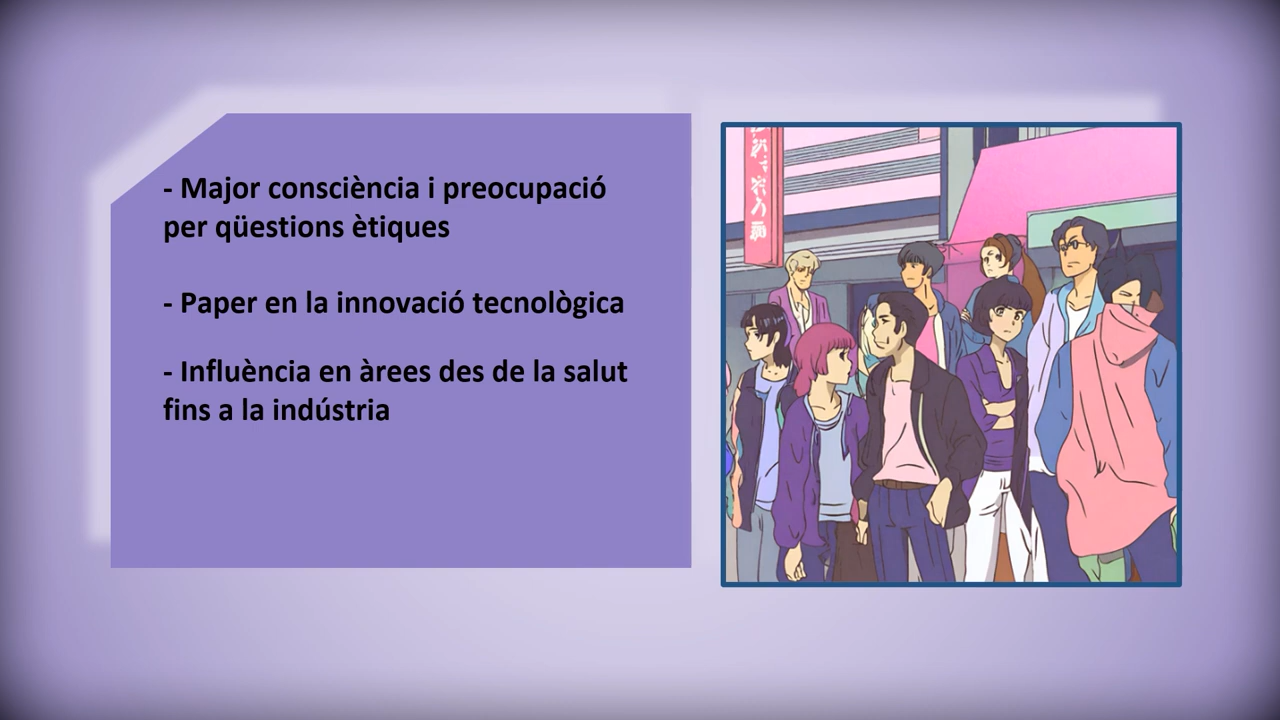 - Major consciència i preocupació
per qüestions ètiques
- Paper en la innovació tecnològica
- Influència en àrees des de la salut
fins a la indústria